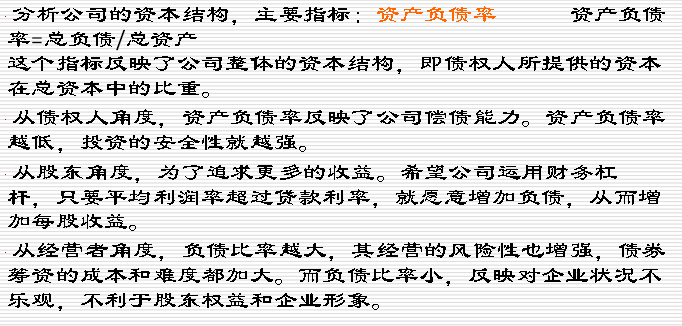 · 分析公司的资本结构，主要指标：资产负债率 资产负债
率=总负债/总资产
这个指标反映了公司整体的资本结构，即债权人所提供的资本
在总资本中的比重。
· 从债权人角度，资产负债率反映了公司偿债能力。资产负债率
越低，投资的安全性就越强。
· 从股东角度，为了追求更多的收益。希望公司运用财务杠
杆，只要平均利润率超过贷款利率，就愿意增加负债，从而增
加每股收益。
· 从经营者角度，负债比率越大，其经营的风险性也增强，债券
筹资的成本和难度都加大。而负债比率小，反映对企业状况不
乐观，不利于股东权益和企业形象。